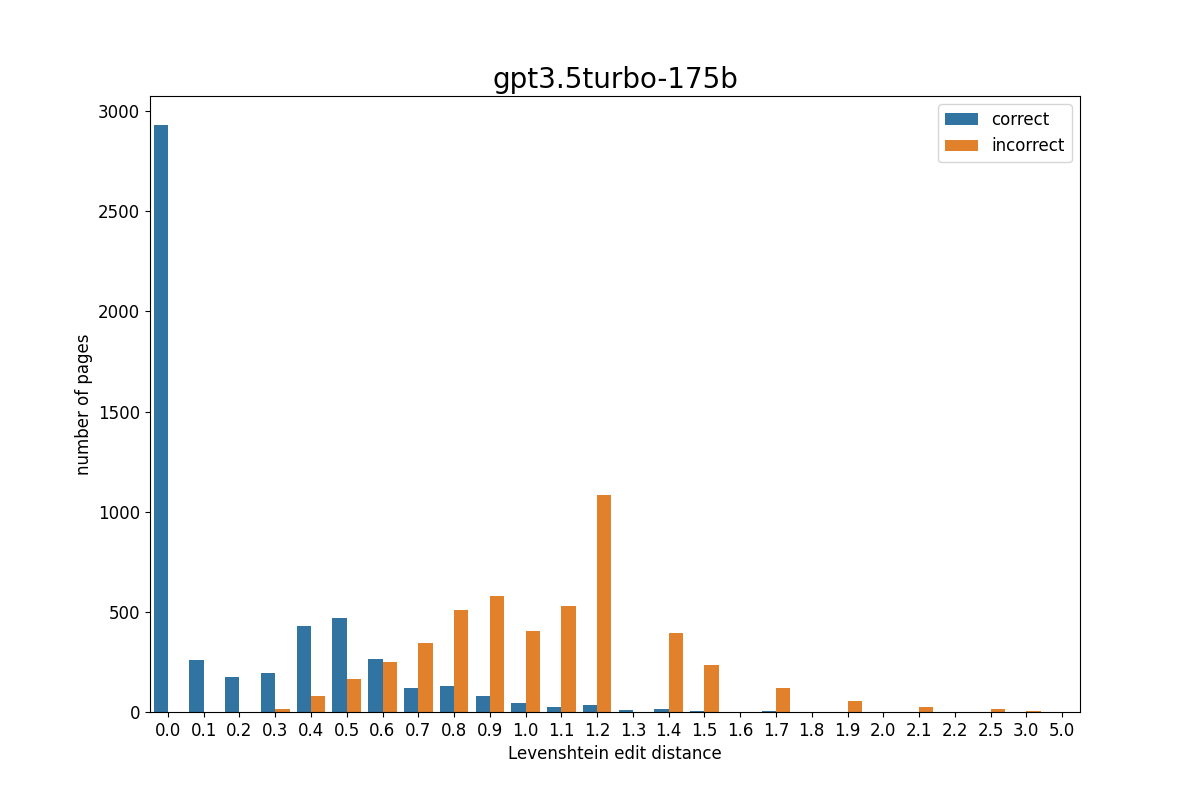 gpt3.5turbo-175b
correct
incorrect
number of pages
3000
2500
2000
1500
1000
500
0
0.0 0.1 0.2 0.3 0.4 0.5 0.6 0.7 0.8 0.9 1.0 1.1 1.2 1.3 1.4 1.5 1.6 1.7 1.8 1.9 2.0 2.1 2.2 2.5 3.0 5.0
Levenshtein edit distance